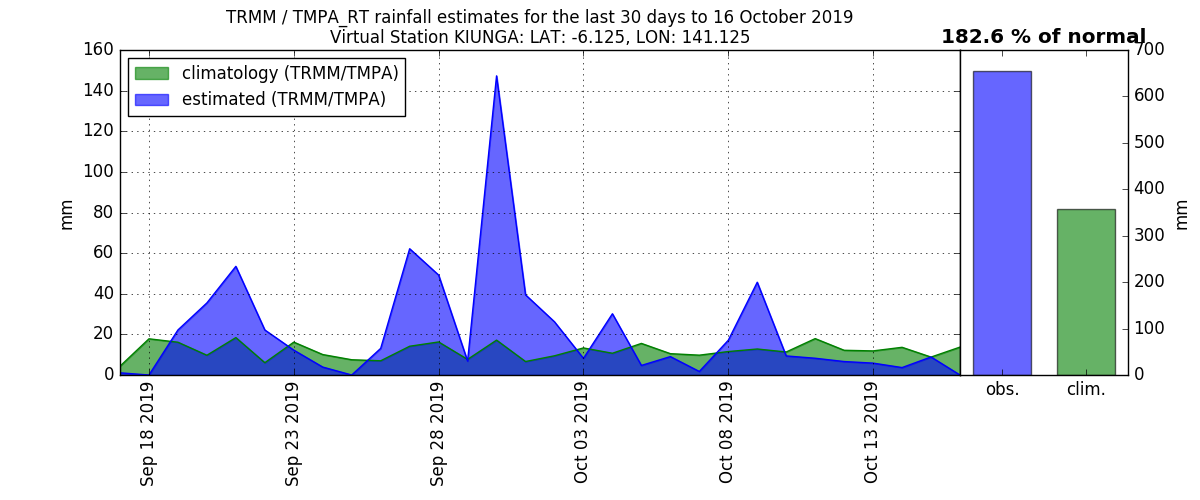 TRMM / TMPA_RT rainfall estimates for the last 30 days to 16 October 2019
Virtual Station KIUNGA: LAT: -6.125, LON: 141.125
182.6 % of normal
climatology (TRMM/TMPA)
estimated (TRMM/TMPA)
mm
160
140
120
100
80
60
40
20
0
Sep 18 2019
Sep 23 2019
Sep 28 2019
Oct 03 2019
Oct 08 2019
Oct 13 2019
obs.
clim.
700
600
500
400
300
200
100
0
mm